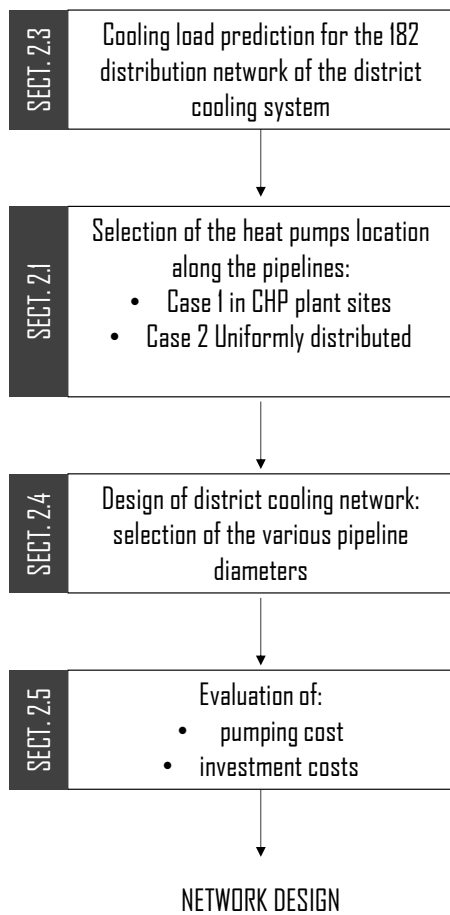 SECT. 2.3
Cooling load prediction for the 182
distribution network of the district
cooling system
SECT. 2.1
Selection of the heat pumps location
along the pipelines:
• Case 1 in CHP plant sites
• Case 2 Uniformly distributed
SECT. 2.4
Design of district cooling network:
selection of the various pipeline
diameters
SECT. 2.5
Evaluation of:
• pumping cost
• investment costs
NETWORK DESIGN